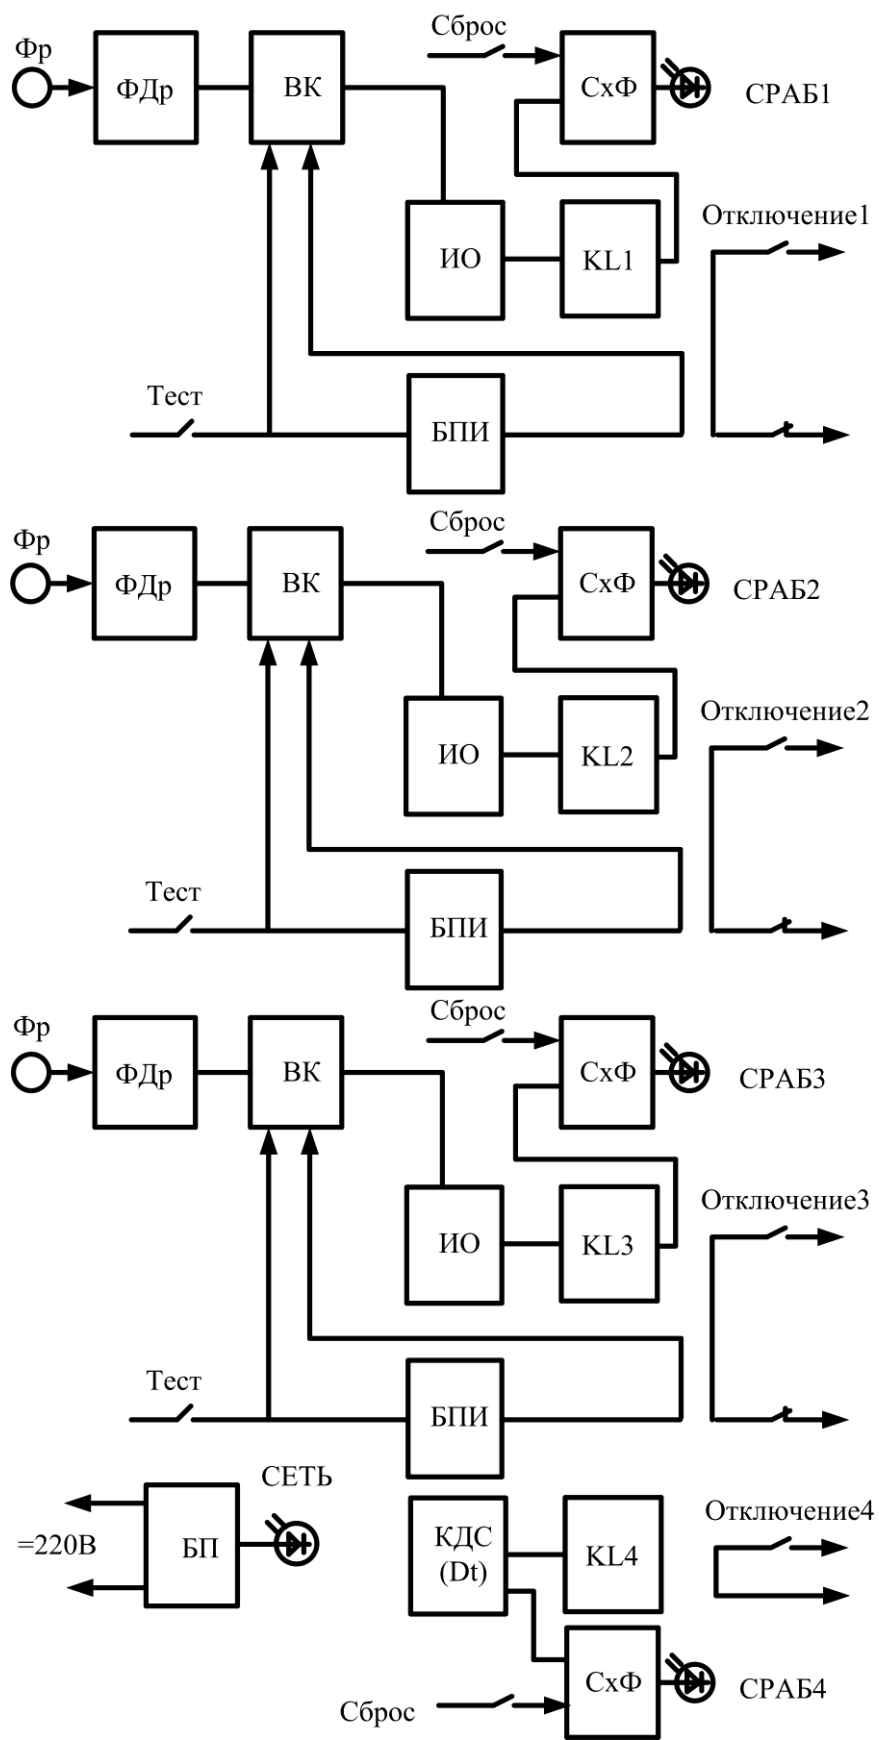 Фр
ФДр
ВК
Сброс
СхФ
СРАБ1
ИО
KL1
Отключение1
Тест
БПИ
Фр
ФДр
ВК
Сброс
СхФ
СРАБ2
ИО
KL2
Отключение2
Тест
БПИ
Фр
ФДр
ВК
Сброс
СхФ
СРАБ3
ИО
KL3
Отключение3
Тест
БПИ
СЕТЬ
=220В
БП
КДС
(Dt)
KL4
Отключение4
Сброс
СхФ
СРАБ4